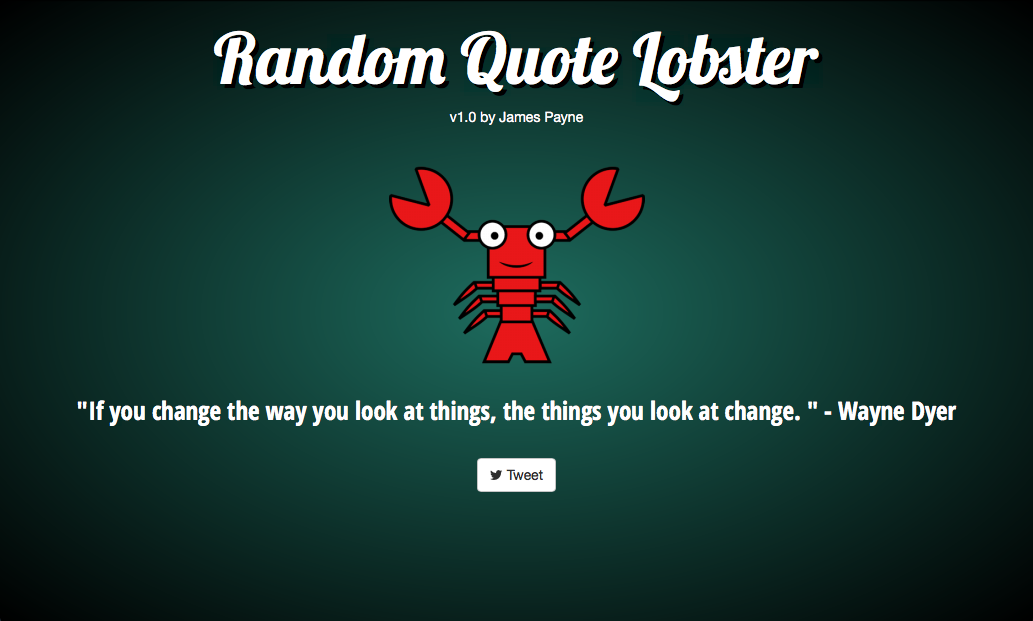 Random Quote Lobster
v1.0 by James Payne
"If you change the way you look at things, the things you look at change. " - Wayne Dyer
Tweet